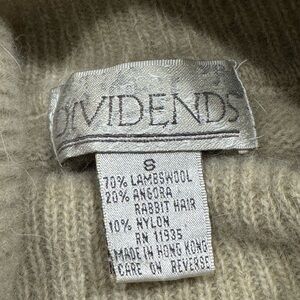 DIVIDENDS
S
70% LAMBSWOOL
20% ANGORA
RABBIT HAIR
10% NYLON
RN 11935
MADE IN HONG KONG
CARE ON REVERSE